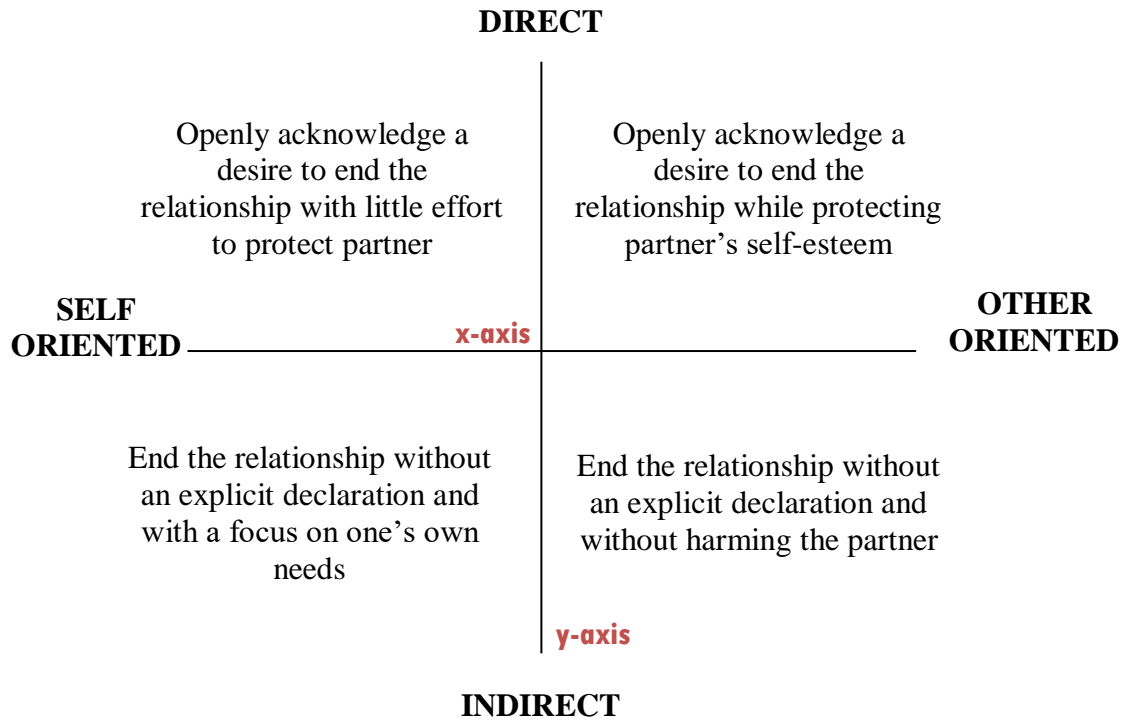 DIRECT
Openly acknowledge a
desire to end the
relationship with little effort
to protect partner
Openly acknowledge a
desire to end the
relationship while protecting
partner’s self-esteem
SELF
ORIENTED
x-axis
OTHER
ORIENTED
End the relationship without
an explicit declaration and
with a focus on one’s own
needs
End the relationship without
an explicit declaration and
without harming the partner
y-axis
INDIRECT